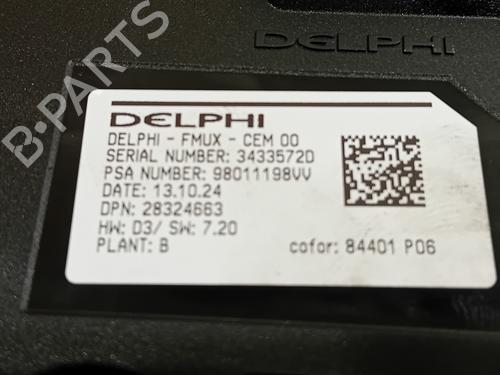 DELPHI
DELPHI
DELPHI - FMUX - CEM 00
SERIAL NUMBER: 3433572D
PSA NUMBER: 98011198VV
DATE: 13.10.24
DPN: 28324663
HW: D3/ SW: 7.20
PLANT: B
cofor: 84401 P06
B-PARTS